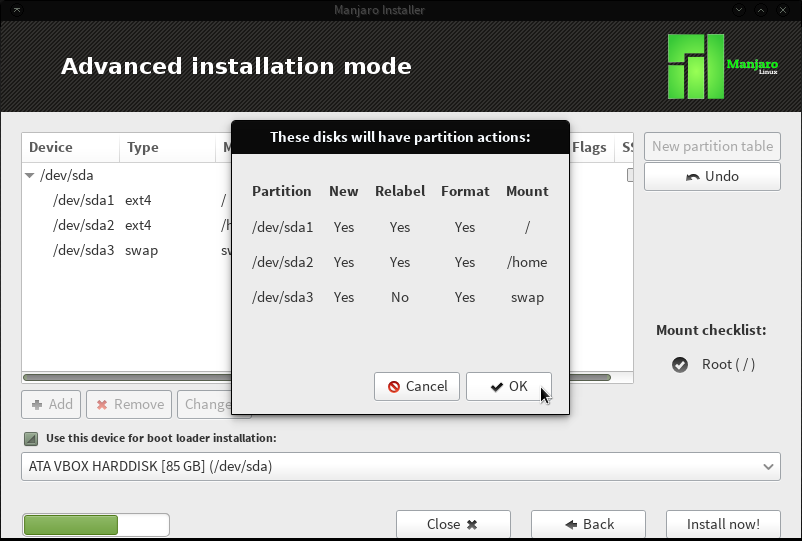 Manjaro Installer
Advanced installation mode
Manjaro
Linux
Device Type M Flags SS
New partition table
/dev/sda
Undo
/dev/sda1 ext4 /
/dev/sda2 ext4 /h
/dev/sda3 swap sw
These disks will have partition actions:
Partition New Relabel Format Mount
/dev/sda1 Yes Yes Yes /
/dev/sda2 Yes Yes Yes /home
/dev/sda3 Yes No Yes swap
Cancel OK
Mount checklist:
Root ( / )
Add Remove Change
Use this device for boot loader installation:
ATA VBOX HARDDISK [85 GB] (/dev/sda)
Close Back Install now!